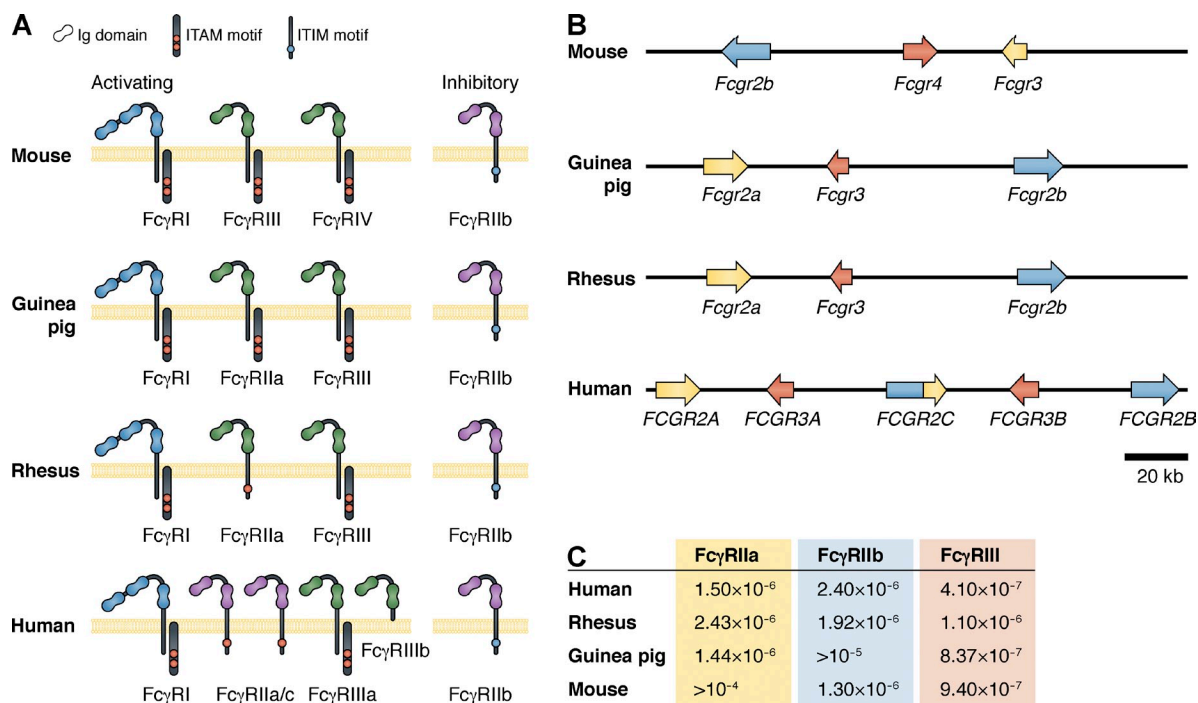 A
Ig domain ITAM motif ITIM motif
Activating Inhibitory
Mouse
FcγRI FcγRIII FcγRIV FcγRIIb
Guinea
pig
FcγRI FcγRIIa FcγRIII FcγRIIb
Rhesus
FcγRI FcγRIIa FcγRIII FcγRIIb
Human
FcγRIIIb
FcγRI FcγRIIa/c FcγRIIIa FcγRIIb
B
Mouse
Fcgr2b Fcgr4 Fcgr3
Guinea
pig
Fcgr2a Fcgr3 Fcgr2b
Rhesus
Fcgr2a Fcgr3 Fcgr2b
Human
FCGR2A FCGR3A FCGR2C FCGR3B FCGR2B
20 kb
C
FcγRIIa FcγRIIb FcγRIII
Human 1.50×10⁻⁶ 2.40×10⁻⁶ 4.10×10⁻⁷
Rhesus 2.43×10⁻⁶ 1.92×10⁻⁶ 1.10×10⁻⁶
Guinea pig 1.44×10⁻⁶ >10⁻⁵ 8.37×10⁻⁷
Mouse >10⁻⁴ 1.30×10⁻⁶ 9.40×10⁻⁷